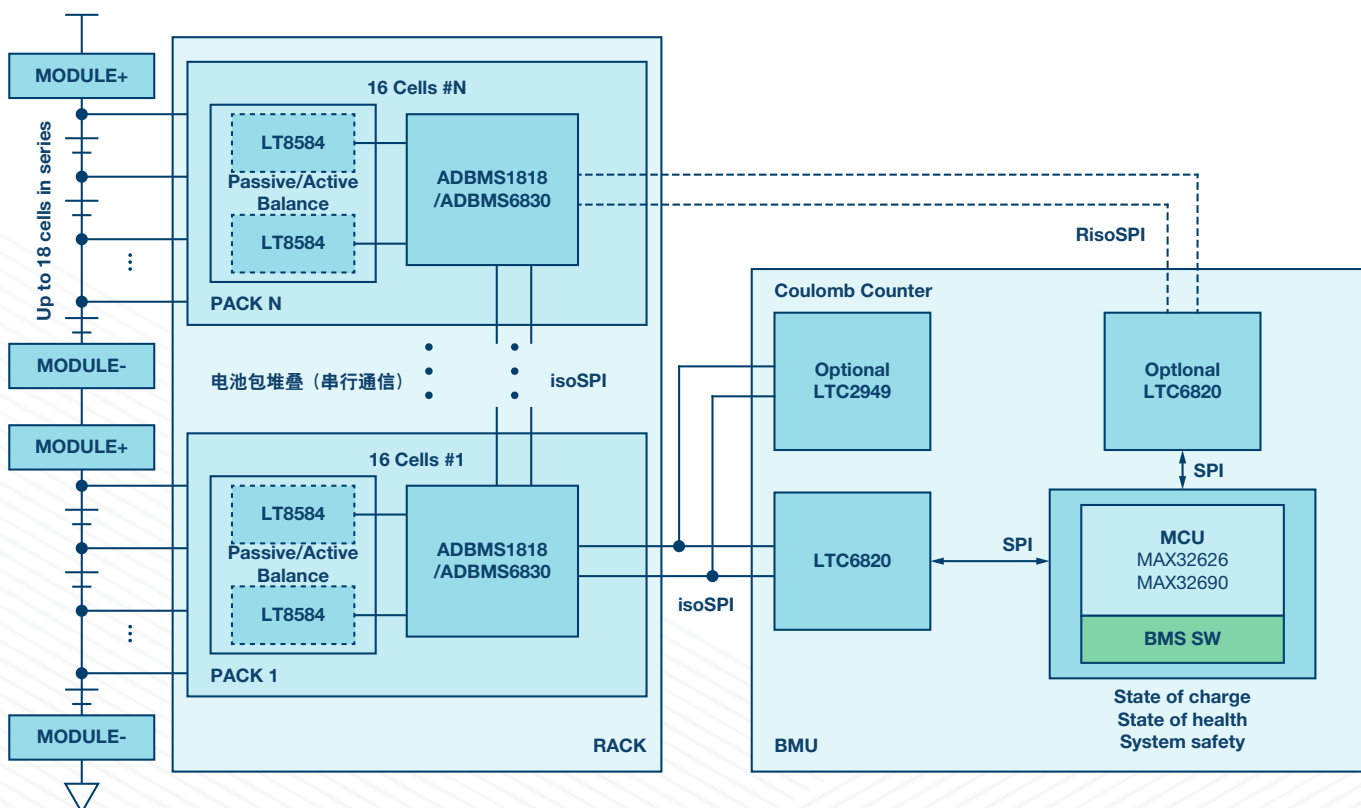 MODULE+
Up to 18 cells in series
MODULE-
MODULE+
MODULE-
16 Cells #N
LT8584
Passive/Active
Balance
LT8584
ADBMS1818
/ADBMS6830
PACK N
电池包堆叠（串行通信）
isoSPI
16 Cells #1
LT8584
Passive/Active
Balance
LT8584
ADBMS1818
/ADBMS6830
PACK 1
RACK
RisoSPI
isoSPI
Coulomb Counter
Optional
LTC2949
OptIonal
LTC6820
SPI
LTC6820
SPI
MCU
MAX32626
MAX32690
BMS SW
State of charge
State of health
System safety
BMU